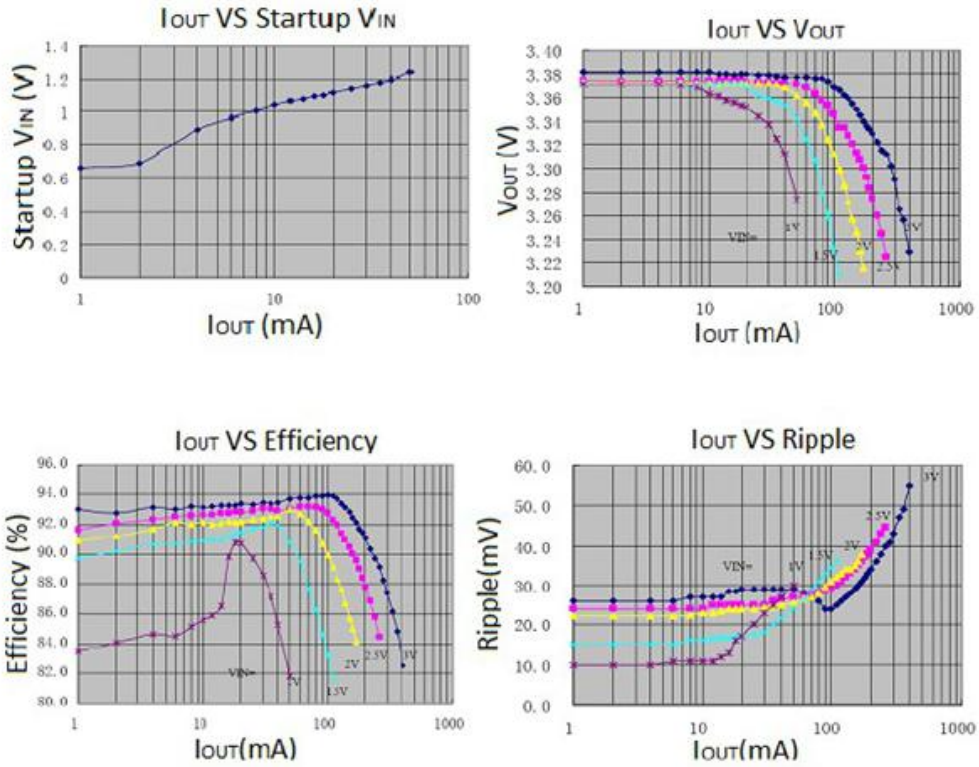 IOUT VS Startup VIN
Startup VIN (V)
1.4
1.2
1
0.8
0.6
0.4
0.2
0
1
10
100
IOUT (mA)
IOUT VS VOUT
VOUT (V)
3.40
3.38
3.36
3.34
3.32
3.30
3.28
3.26
3.24
3.22
3.20
VIN=
1V
1.5V
2V
2.5V
3V
1
10
100
1000
IOUT (mA)
IOUT VS Efficiency
Efficiency (%)
96.0
94.0
92.0
90.0
88.0
86.0
84.0
82.0
80.0
VIN=
1V
1.5V
2V
2.5V
3V
1
10
100
1000
IOUT(mA)
IOUT VS Ripple
Ripple(mV)
60.0
50.0
40.0
30.0
20.0
10.0
0.0
VIN=
1V
1.5V
2V
2.5V
3V
1
10
100
1000
IOUT(mA)